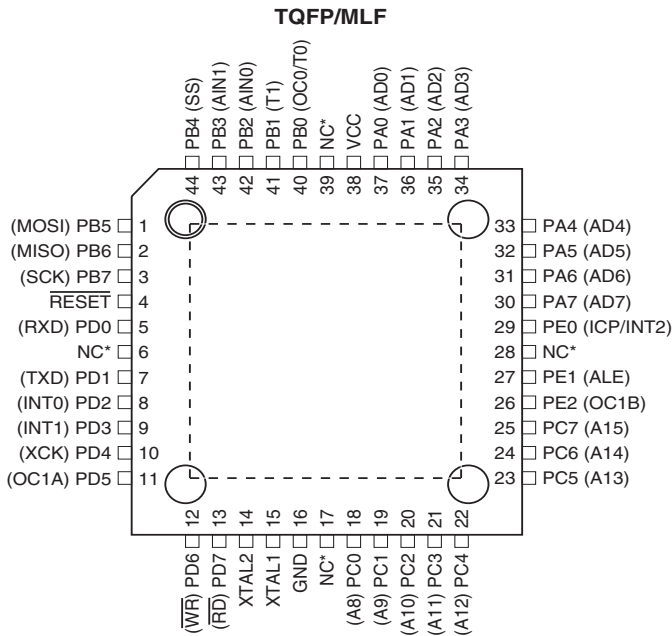 TQFP/MLF
PB4 (SS)
PB3 (AIN1)
PB2 (AIN0)
PB1 (T1)
PB0 (OC0/T0)
NC*
VCC
PA0 (AD0)
PA1 (AD1)
PA2 (AD2)
PA3 (AD3)
44
43
42
41
40
39
38
37
36
35
34
(MOSI) PB5 1
(MISO) PB6 2
(SCK) PB7 3
RESET 4
(RXD) PD0 5
NC* 6
(TXD) PD1 7
(INT0) PD2 8
(INT1) PD3 9
(XCK) PD4 10
(OC1A) PD5 11
33 PA4 (AD4)
32 PA5 (AD5)
31 PA6 (AD6)
30 PA7 (AD7)
29 PE0 (ICP/INT2)
28 NC*
27 PE1 (ALE)
26 PE2 (OC1B)
25 PC7 (A15)
24 PC6 (A14)
23 PC5 (A13)
12
13
14
15
16
17
18
19
20
21
22
(WR) PD6
(RD) PD7
XTAL2
XTAL1
GND
NC*
(A8) PC0
(A9) PC1
(A10) PC2
(A11) PC3
(A12) PC4